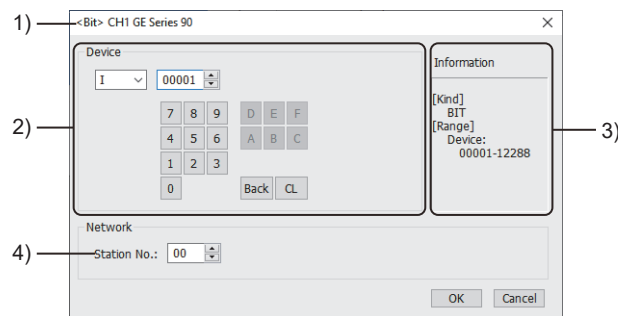 1)
<Bit> CH1 GE Series 90
Device
I 00001
7 8 9 D E F
4 5 6 A B C
1 2 3
0 Back CL
2)
Information
[Kind]
BIT
[Range]
Device:
00001-12288
3)
Network
4)
Station No.: 00
OK Cancel